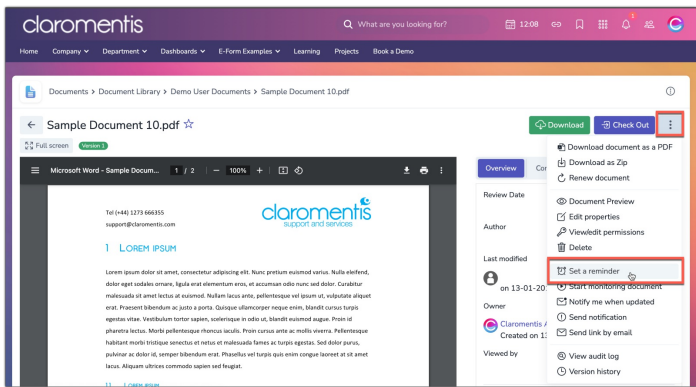 claromentis
What are you looking for?
12:08
1
Home
Company
Department
Dashboards
E-Form Examples
Learning
Projects
Book a Demo
Documents > Document Library > Demo User Documents > Sample Document 10.pdf
Sample Document 10.pdf
Download
Check Out
Full screen
Version 1
Microsoft Word - Sample Docum...
1 / 2
100%
Tel (+44) 1273 666355
support@claromentis.com
claromentis
support and services
1 LOREM IPSUM
Lorem ipsum dolor sit amet, consectetur adipiscing elit. Nunc pretium euismod varius. Nulla eleifend,
dolor eget sodales ornare, ligula erat elementum eros, et accumsan odio nunc sed dolor. Curabitur
malesuada sit amet lectus at euismod. Nullam lacus ante, pellentesque vel ipsum ut, vulputate aliquet
erat. Praesent bibendum ac justo a porta. Quisque ullamcorper neque enim, blandit cursus turpis
egestas vitae. Vestibulum tortor sapien, scelerisque in odio ut, blandit euismod augue. Proin id
pharetra lectus. Morbi pellentesque rhoncus iaculis. Proin cursus ante ac mollis viverra. Pellentesque
habitant morbi tristique senectus et netus et malesuada fames ac turpis egestas. Sed dolor purus,
pulvinar ac dolor id, semper bibendum erat. Phasellus vel turpis quis enim congue laoreet at sit amet
lacus. Aliquam ultrices commodo sapien sed feugiat.
1.1 LOREM IPSUM
Overview
Review Date
Author
Last modified
on 13-01-20
Owner
Claromentis A
Created on 13
Viewed by
Download document as a PDF
Download as Zip
Renew document
Document Preview
Edit properties
View/edit permissions
Delete
Set a reminder
Start monitoring document
Notify me when updated
Send notification
Send link by email
View audit log
Version history